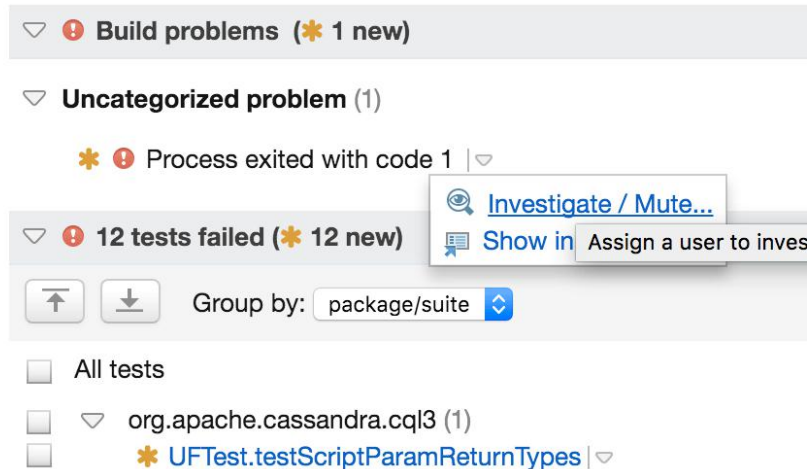 Build problems (✱ 1 new)
Uncategorized problem (1)
Process exited with code 1
Investigate / Mute...
12 tests failed (✱ 12 new)
Show in
Assign a user to inves
Group by: package/suite
All tests
org.apache.cassandra.cql3 (1)
UFTest.testScriptParamReturnTypes